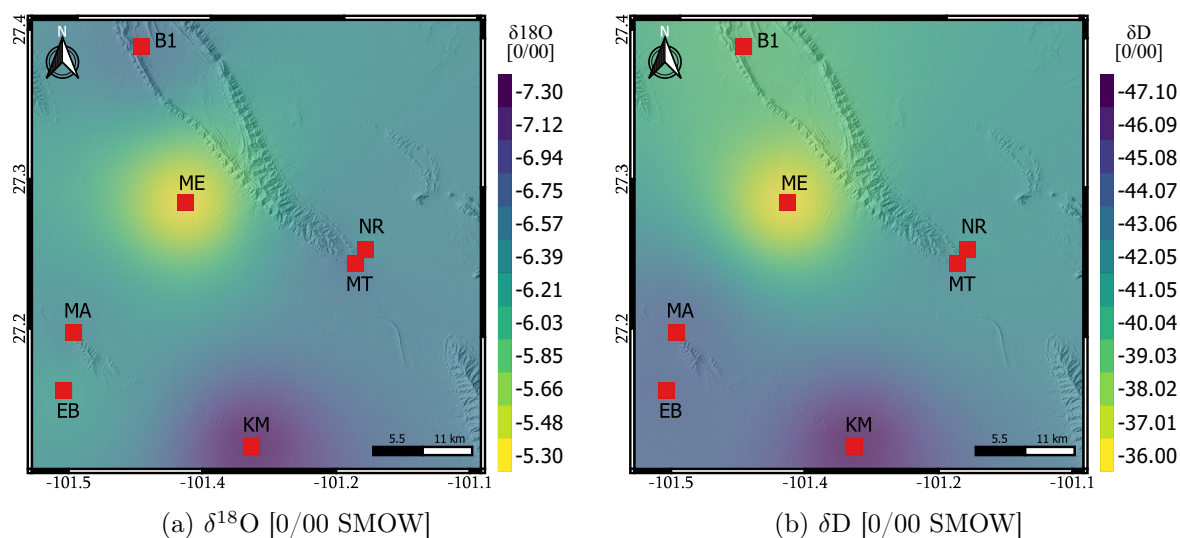 δ18O
[0/00]
27.4
27.3
27.2
N
B1
ME
NR
MT
MA
EB
KM
5.5 11 km
-101.5 -101.4 -101.2 -101.2 -101.1
-7.30
-7.12
-6.94
-6.75
-6.57
-6.39
-6.21
-6.03
-5.85
-5.66
-5.48
-5.30
(a) δ¹⁸O [0/00 SMOW]
δD
[0/00]
27.4
27.3
27.2
N
B1
ME
NR
MT
MA
EB
KM
5.5 11 km
-101.5 -101.4 -101.2 -101.2 -101.1
-47.10
-46.09
-45.08
-44.07
-43.06
-42.05
-41.05
-40.04
-39.03
-38.02
-37.01
-36.00
(b) δD [0/00 SMOW]